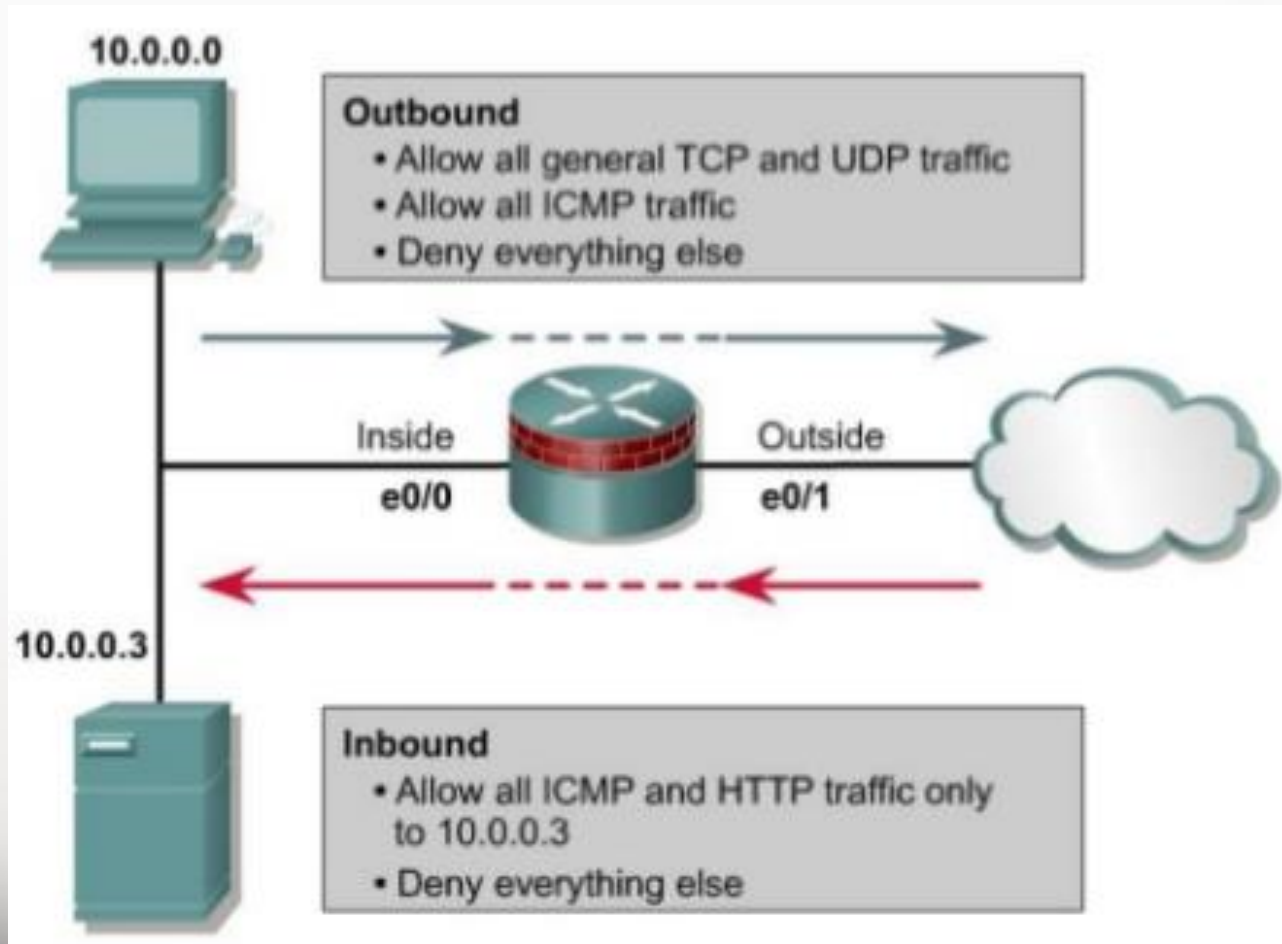 10.0.0.0
Outbound
• Allow all general TCP and UDP traffic
• Allow all ICMP traffic
• Deny everything else
Inside
Outside
e0/0
e0/1
10.0.0.3
Inbound
• Allow all ICMP and HTTP traffic only
to 10.0.0.3
• Deny everything else